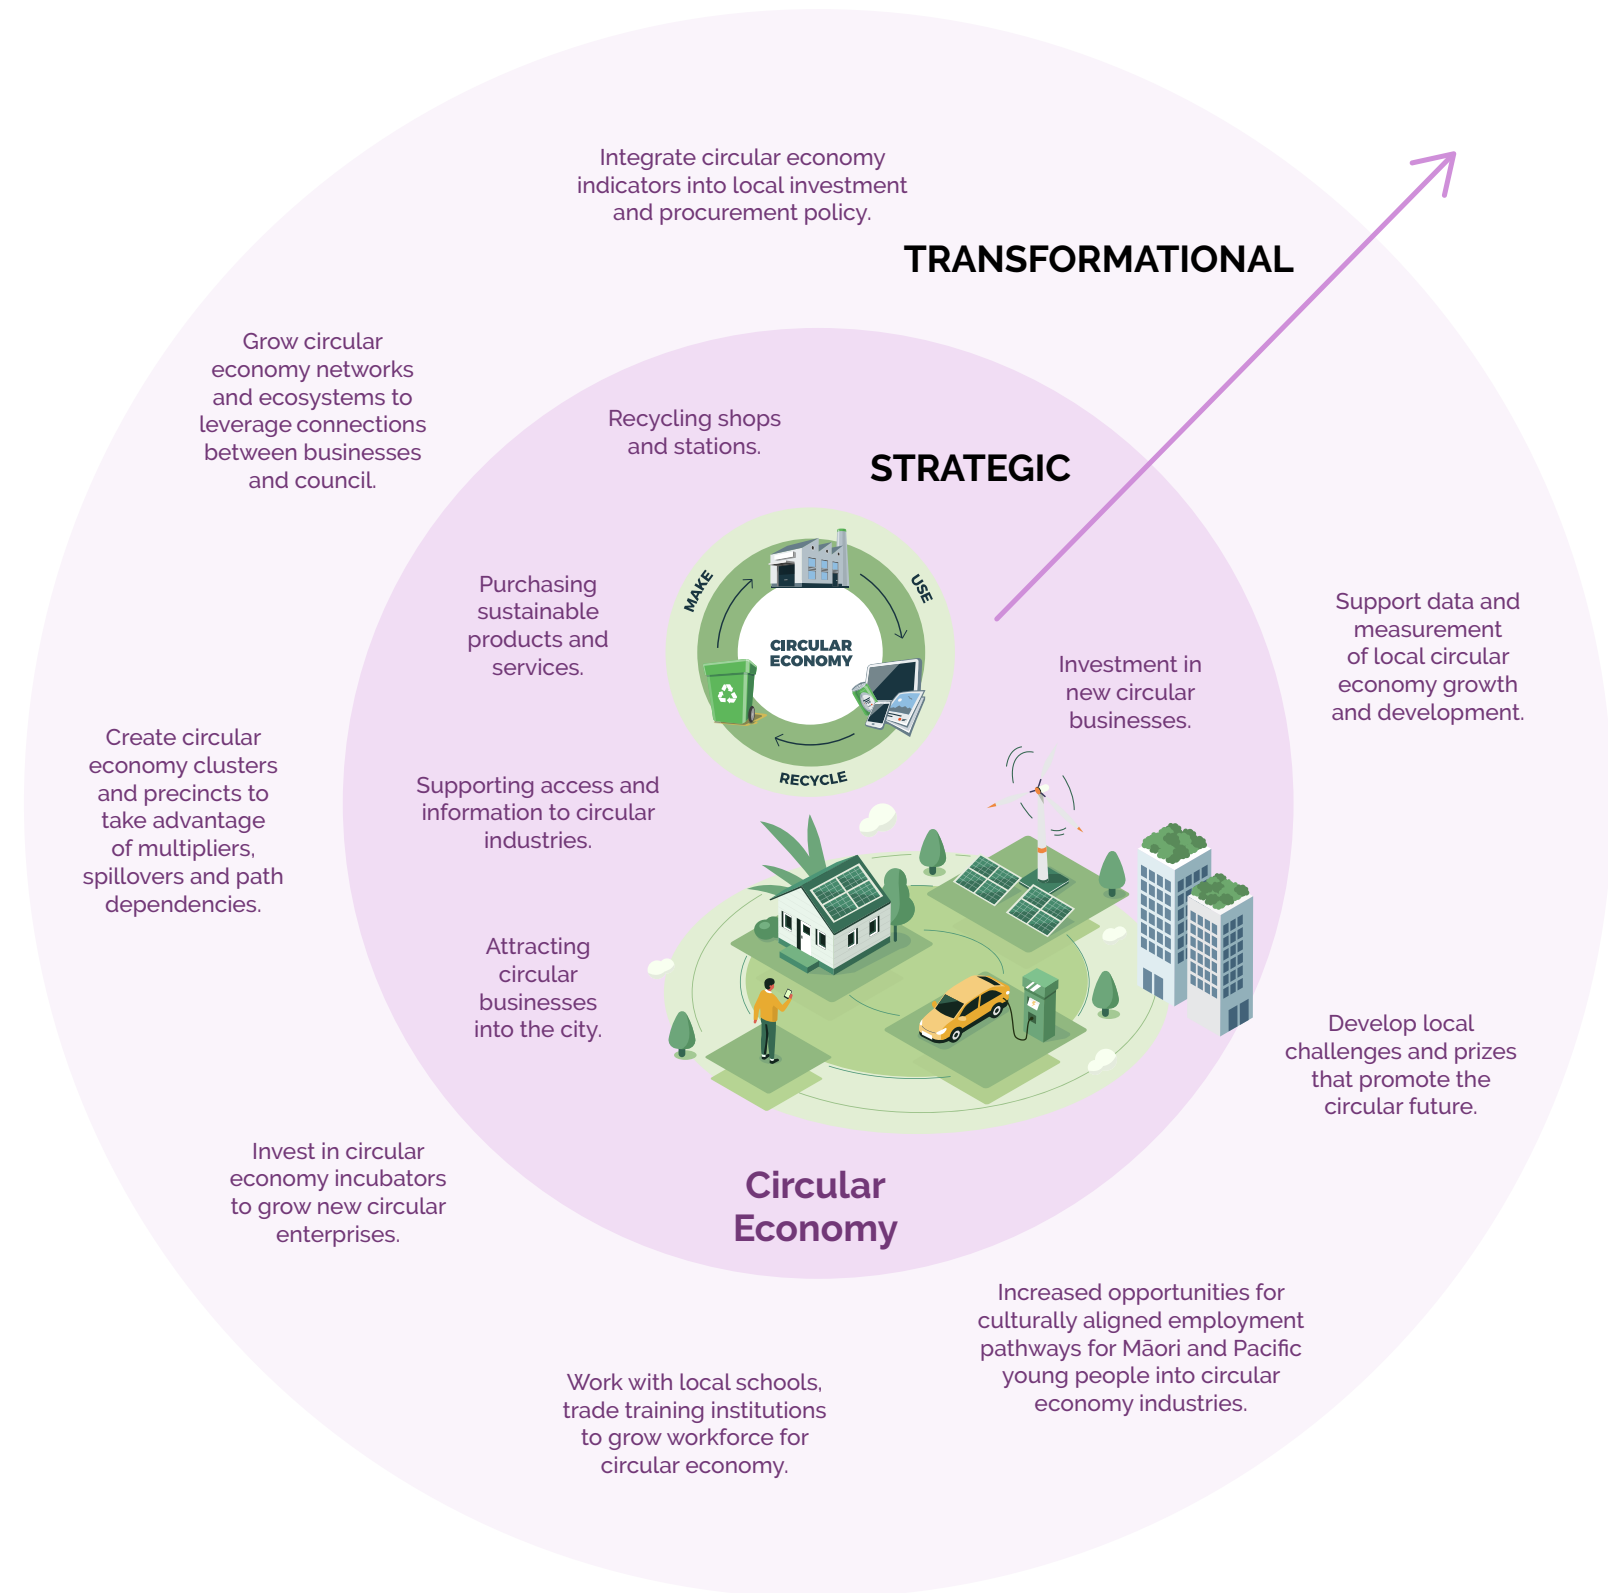 Integrate circular economy
indicators into local investment
and procurement policy.
TRANSFORMATIONAL
Grow circular
economy networks
and ecosystems to
leverage connections
between businesses
and council.
Recycling shops
and stations.
STRATEGIC
Purchasing
sustainable
products and
services.
MAKE
USE
CIRCULAR
ECONOMY
RECYCLE
Investment in
new circular
businesses.
Support data and
measurement
of local circular
economy growth
and development.
Create circular
economy clusters
and precincts to
take advantage
of multipliers,
spillovers and path
dependencies.
Supporting access and
information to circular
industries.
Attracting
circular
businesses
into the city.
Develop local
challenges and prizes
that promote the
circular future.
Invest in circular
economy incubators
to grow new circular
enterprises.
Circular
Economy
Increased opportunities for
culturally aligned employment
pathways for Māori and Pacific
young people into circular
economy industries.
Work with local schools,
trade training institutions
to grow workforce for
circular economy.